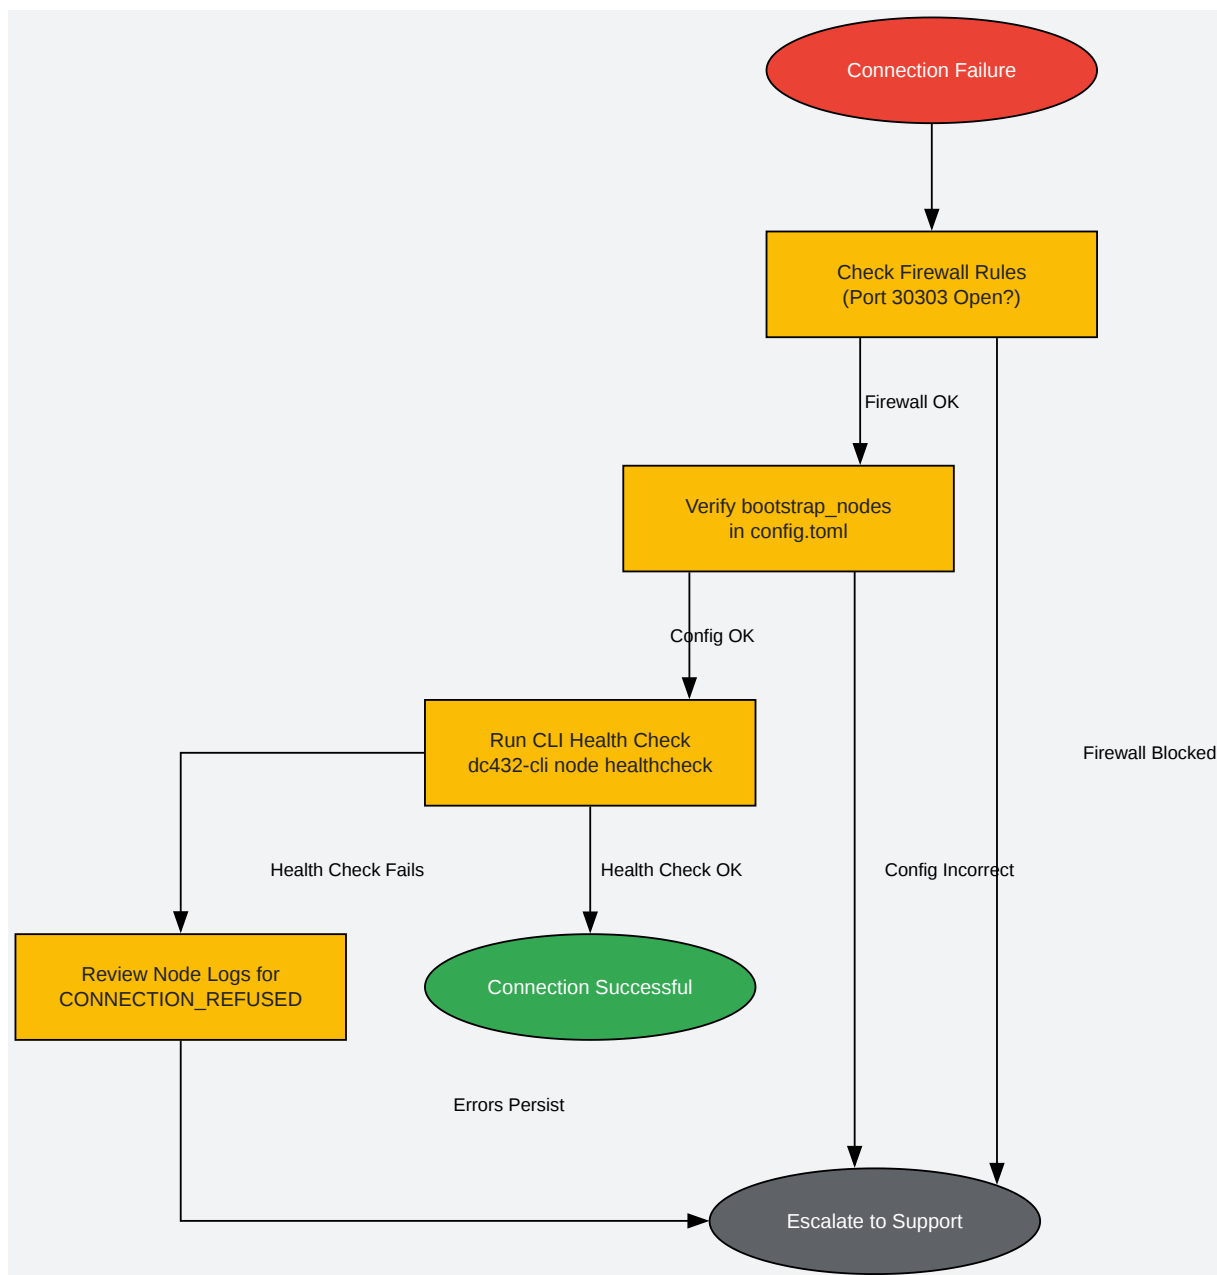 Connection Failure
Check Firewall Rules
(Port 30303 Open?)
Firewall OK
Verify bootstrap_nodes
in config.toml
Config OK
Run CLI Health Check
dc432-cli node healthcheck
Firewall Blocked
Health Check Fails
Health Check OK
Config Incorrect
Review Node Logs for
CONNECTION_REFUSED
Connection Successful
Errors Persist
Escalate to Support